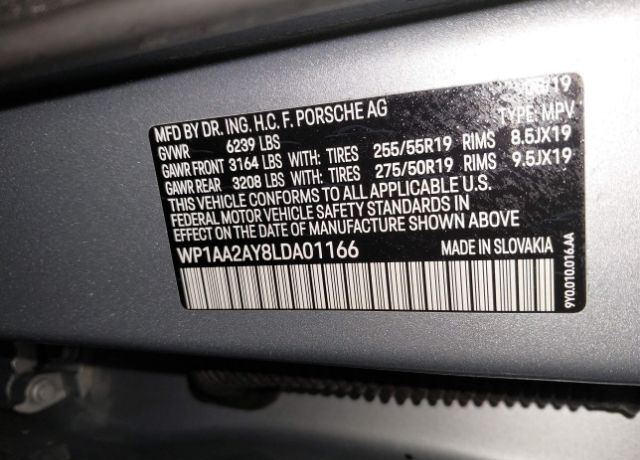 MFD BY DR. ING. H.C. F. PORSCHE AG
GVWR 6239 LBS TYPE: MPV
GAWR FRONT 3164 LBS WITH: TIRES 255/55R19 RIMS 8.5JX19
GAWR REAR 3208 LBS WITH: TIRES 275/50R19 RIMS 9.5JX19
THIS VEHICLE CONFORMS TO ALL APPLICABLE U.S.
FEDERAL MOTOR VEHICLE SAFETY STANDARDS IN
EFFECT ON THE DATE OF MANUFACTURE SHOWN ABOVE
WP1AA2AY8LDA01166 MADE IN SLOVAKIA
9Y0.010.016.AA